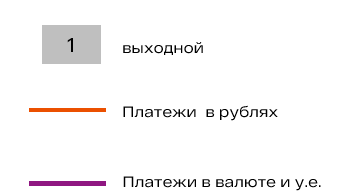 1 выходной
Платежи в рублях
Платежи в валюте и у.е.